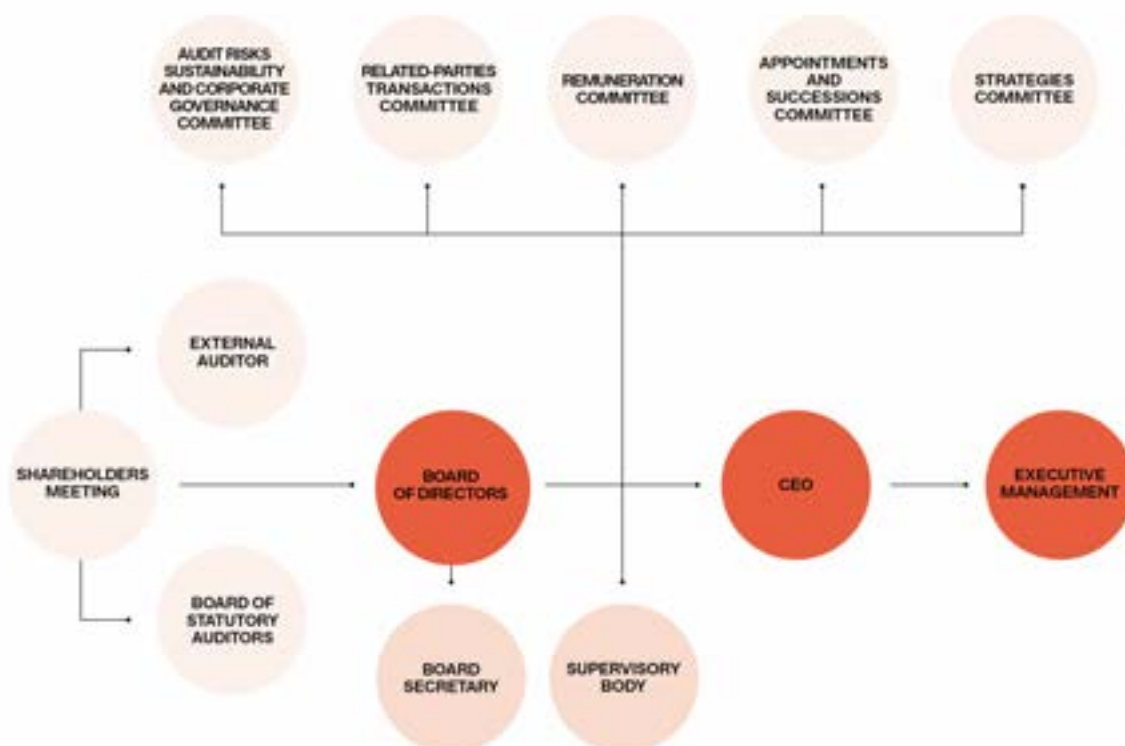 AUDIT RISKS
SUSTAINABILITY
AND CORPORATE
GOVERNANCE
COMMITTEE
RELATED-PARTIES
TRANSACTIONS
COMMITTEE
REMUNERATION
COMMITTEE
APPOINTMENTS
AND
SUCCESSIONS
COMMITTEE
STRATEGIES
COMMITTEE
EXTERNAL
AUDITOR
SHAREHOLDERS
MEETING
BOARD
OF DIRECTORS
CEO
EXECUTIVE
MANAGEMENT
BOARD OF
STATUTORY
AUDITORS
BOARD
SECRETARY
SUPERVISORY
BODY